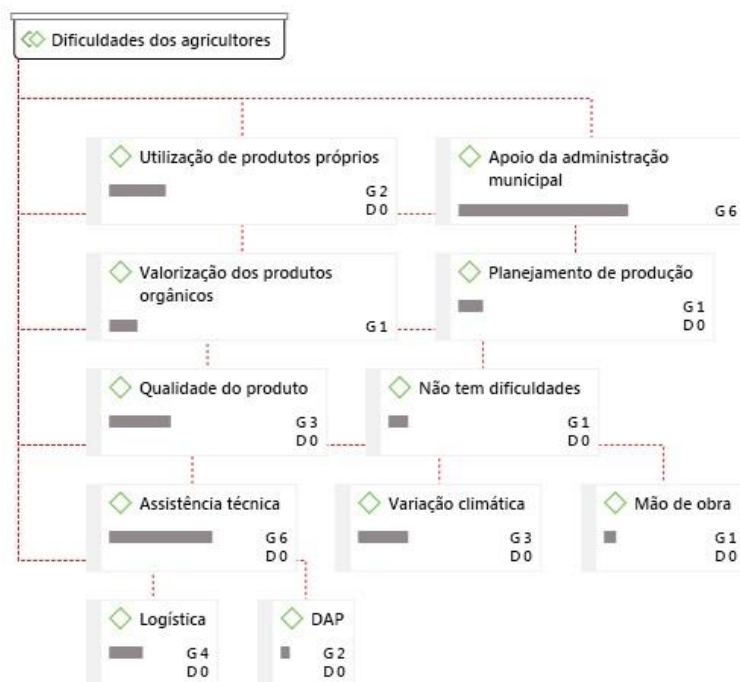 Dificuldades dos agricultores
Utilização de produtos próprios
G 2
D 0
Apoio da administração
municipal
G 6
Valorização dos produtos
orgânicos
G 1
Planejamento de produção
G 1
D 0
Qualidade do produto
G 3
D 0
Não tem dificuldades
G 1
D 0
Assistência técnica
G 6
D 0
Variação climática
G 3
D 0
Mão de obra
G 1
D 0
Logística
G 4
D 0
DAP
G 2
D 0